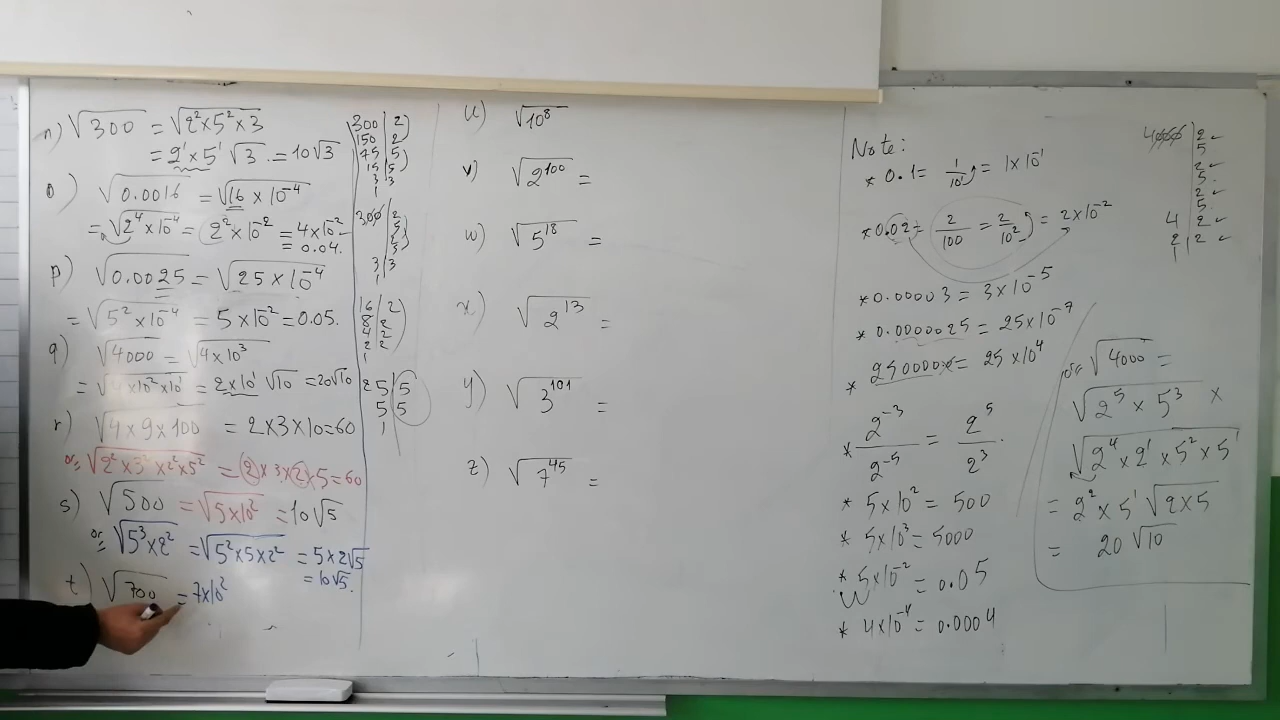 n) √300 = √2²×5²×3
= 2¹×5¹√3 = 10√3
o) √0.0016 = √16×10⁻⁴
= √2⁴×10⁻⁴ = 2²×10⁻² = 4×10⁻²
= 0.04.
p) √0.0025 = √25×10⁻⁴
= √5²×10⁻⁴ = 5×10⁻² = 0.05.
q) √4000 = √4×10³
= √4×10²×10¹ = 2×10¹√10 = 20√10
r) √4×9×100 = 2×3×10=60
or = √2²×3²×2²×5² = 2×3×2×5=60
s) √500 = √5×10² = 10√5
or = √5³×2² = √5²×5×2² = 5×2√5
= 10√5.
t) √700 = 7×10²
300|2
150|2
75|5
15|5
3|3
1
3|3
1
16|2
8|2
4|2
2|2
1
25|5
5|5
1
u) √10⁸
v) √2¹⁰⁰ =
w) √5¹⁸ =
x) √2¹³ =
y) √3¹⁰¹ =
z) √7⁴⁵ =
Note:
* 0.1 = 1/10¹ = 1×10⁻¹
* 0.02 = 2/100 = 2/10² = 2×10⁻²
* 0.00003 = 3×10⁻⁵
* 0.0000025 = 25×10⁻⁷
* 250000 = 25×10⁴
* 2⁻³/2⁻⁵ = 2⁵/2³.
* 5×10² = 500
* 5×10³ = 5000
* 5×10⁻² = 0.05
* 4×10⁻⁴ = 0.0004
4000|2
5
2
5
2
5
4|2
2|2
1
or √4000 =
√2⁵×5³ ×
√2⁴×2¹×5²×5¹
= 2²×5¹√2×5
= 20√10